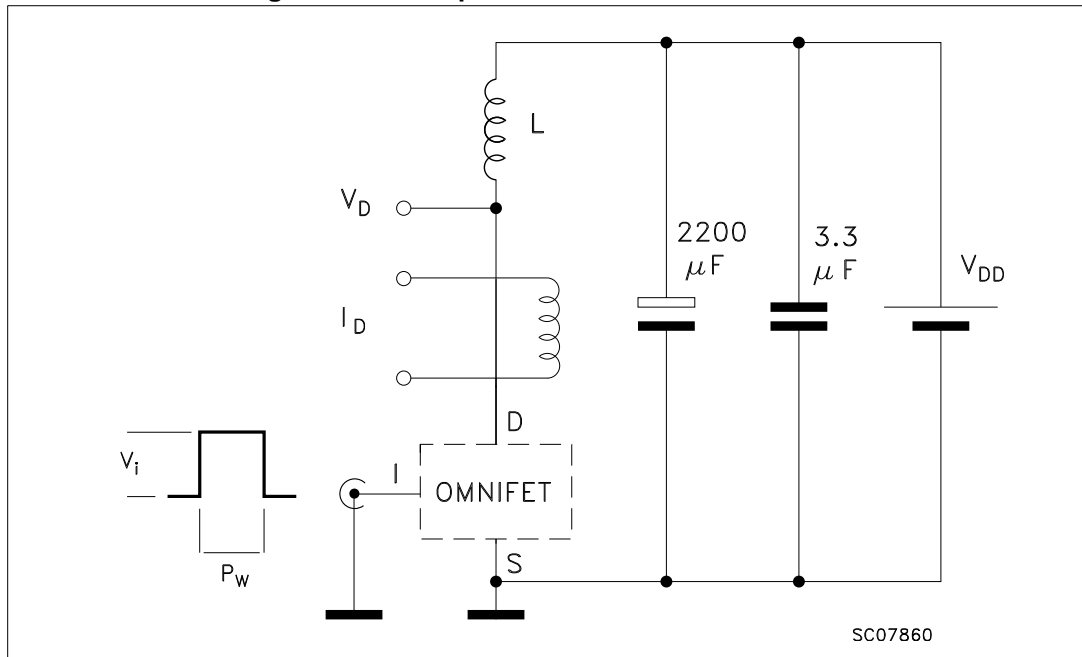 L
V_D
2200
μF
3.3
μF
V_DD
I_D
D
V_i
I
OMNIFET
P_W
S
SC07860